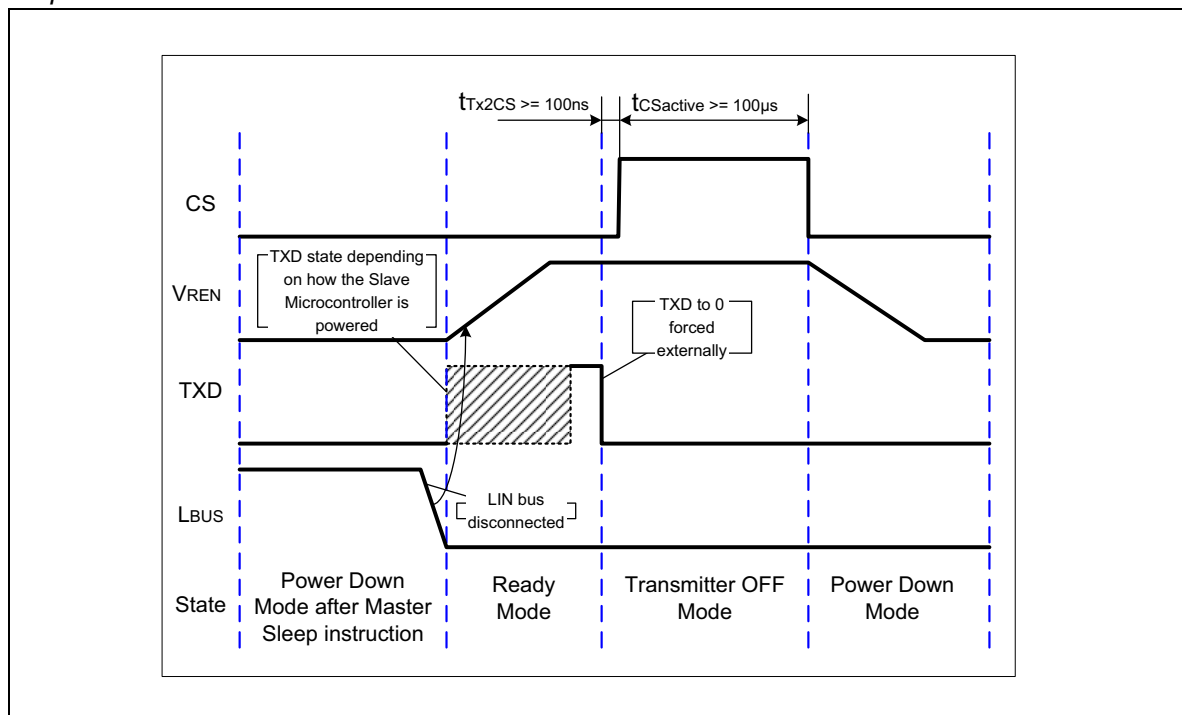 tTx2CS >= 100ns
tCSactive >= 100µs
CS
TXD state depending
on how the Slave
Microcontroller is
powered
VREN
TXD to 0
forced
externally
TXD
LIN bus
disconnected
LBUS
State
Power Down
Mode after Master
Sleep instruction
Ready
Mode
Transmitter OFF
Mode
Power Down
Mode